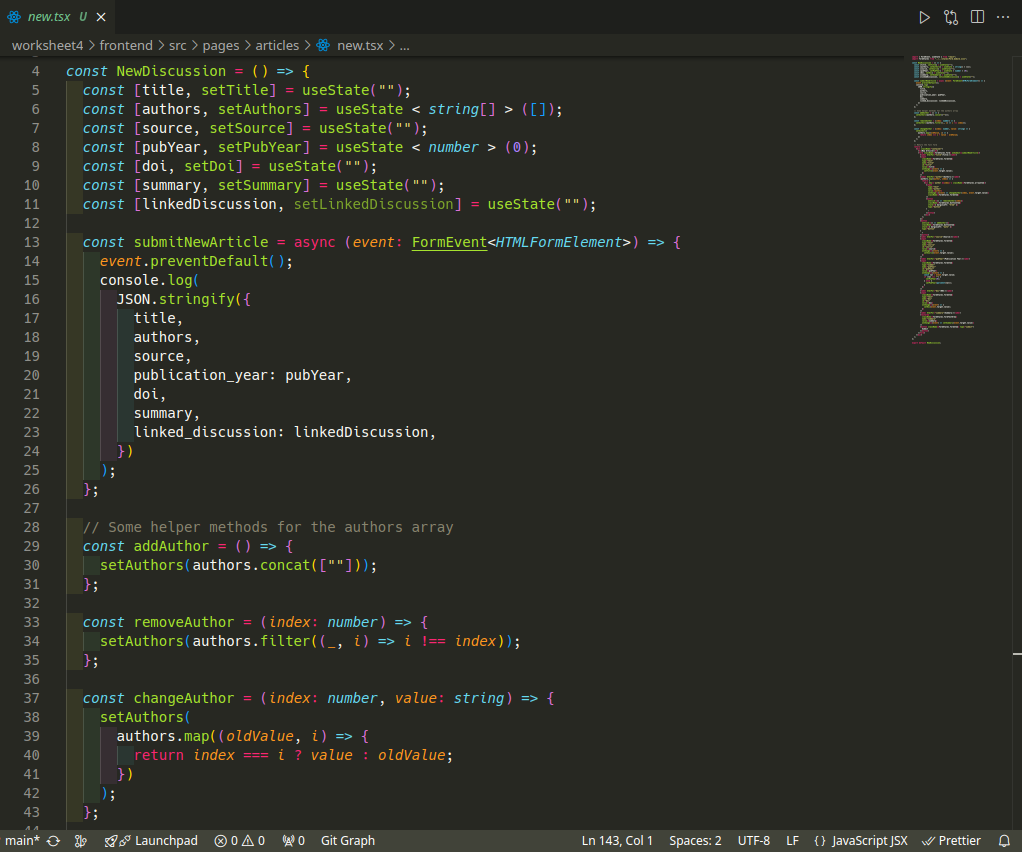 new.tsx U
worksheet4 > frontend > src > pages > articles > new.tsx > ...
4 const NewDiscussion = () => {
5 const [title, setTitle] = useState("");
6 const [authors, setAuthors] = useState < string[] > ([]);
7 const [source, setSource] = useState("");
8 const [pubYear, setPubYear] = useState < number > (0);
9 const [doi, setDoi] = useState("");
10 const [summary, setSummary] = useState("");
11 const [linkedDiscussion, setLinkedDiscussion] = useState("");
12
13 const submitNewArticle = async (event: FormEvent<HTMLFormElement>) => {
14 event.preventDefault();
15 console.log(
16 JSON.stringify({
17 title,
18 authors,
19 source,
20 publication_year: pubYear,
21 doi,
22 summary,
23 linked_discussion: linkedDiscussion,
24 })
25 );
26 };
27
28 // Some helper methods for the authors array
29 const addAuthor = () => {
30 setAuthors(authors.concat([""]));
31 };
32
33 const removeAuthor = (index: number) => {
34 setAuthors(authors.filter((_, i) => i !== index));
35 };
36
37 const changeAuthor = (index: number, value: string) => {
38 setAuthors(
39 authors.map((oldValue, i) => {
40 return index === i ? value : oldValue;
41 })
42 );
43 };
main* Launchpad 0 0 0 Git Graph Ln 143, Col 1 Spaces: 2 UTF-8 LF {} JavaScript JSX Prettier